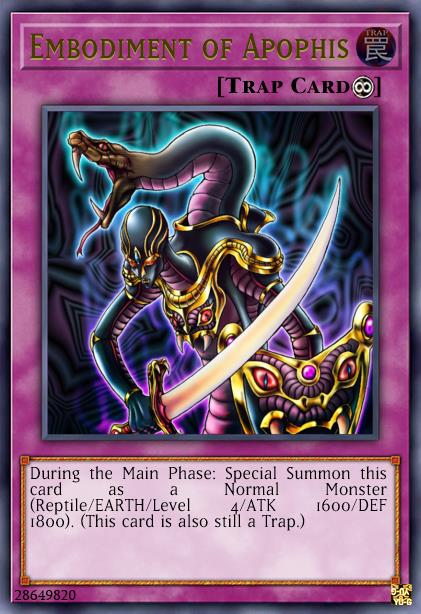 Embodiment of Apophis
TRAP
罠
[Trap Card]
During the Main Phase: Special Summon this
card as a Normal Monster
(Reptile/EARTH/Level 4/ATK 1600/DEF
1800). (This card is also still a Trap.)
28649820